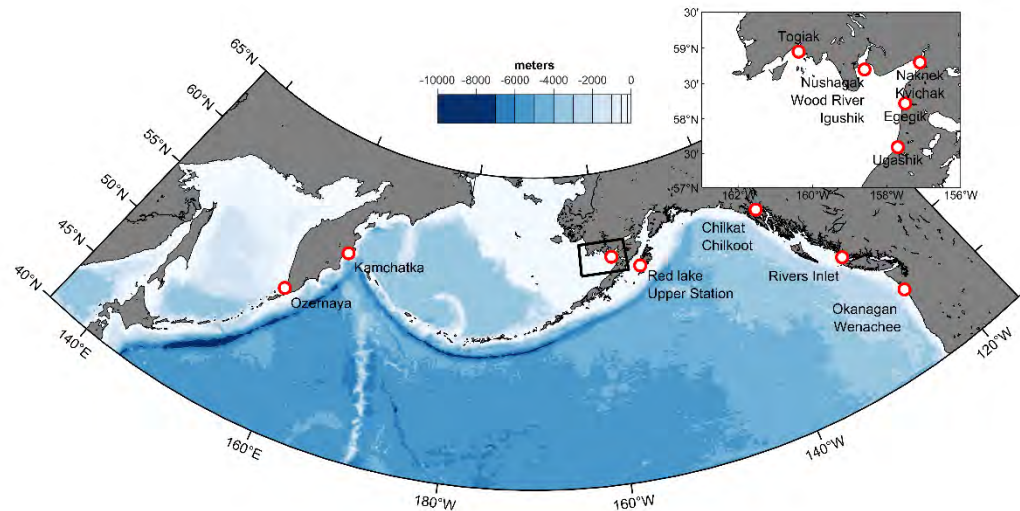 meters
-10000
-8000
-6000
-4000
-2000
0
30'
59°N
30'
58°N
30'
57°N
162°W
160°W
158°W
156°W
Togiak
Nushagak
Wood River
Igushik
Naknek
Kvichak
Egegik
Ugashik
65°N
60°N
55°N
50°N
45°N
40°N
140°E
160°E
180°W
160°W
140°W
120°W
Ozernaya
Kamchatka
Red lake
Upper Station
Chilkat
Chilkoot
Rivers Inlet
Okanagan
Wenachee